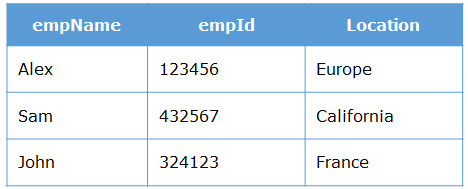 empName empId Location
Alex 123456 Europe
Sam 432567 California
John 324123 France